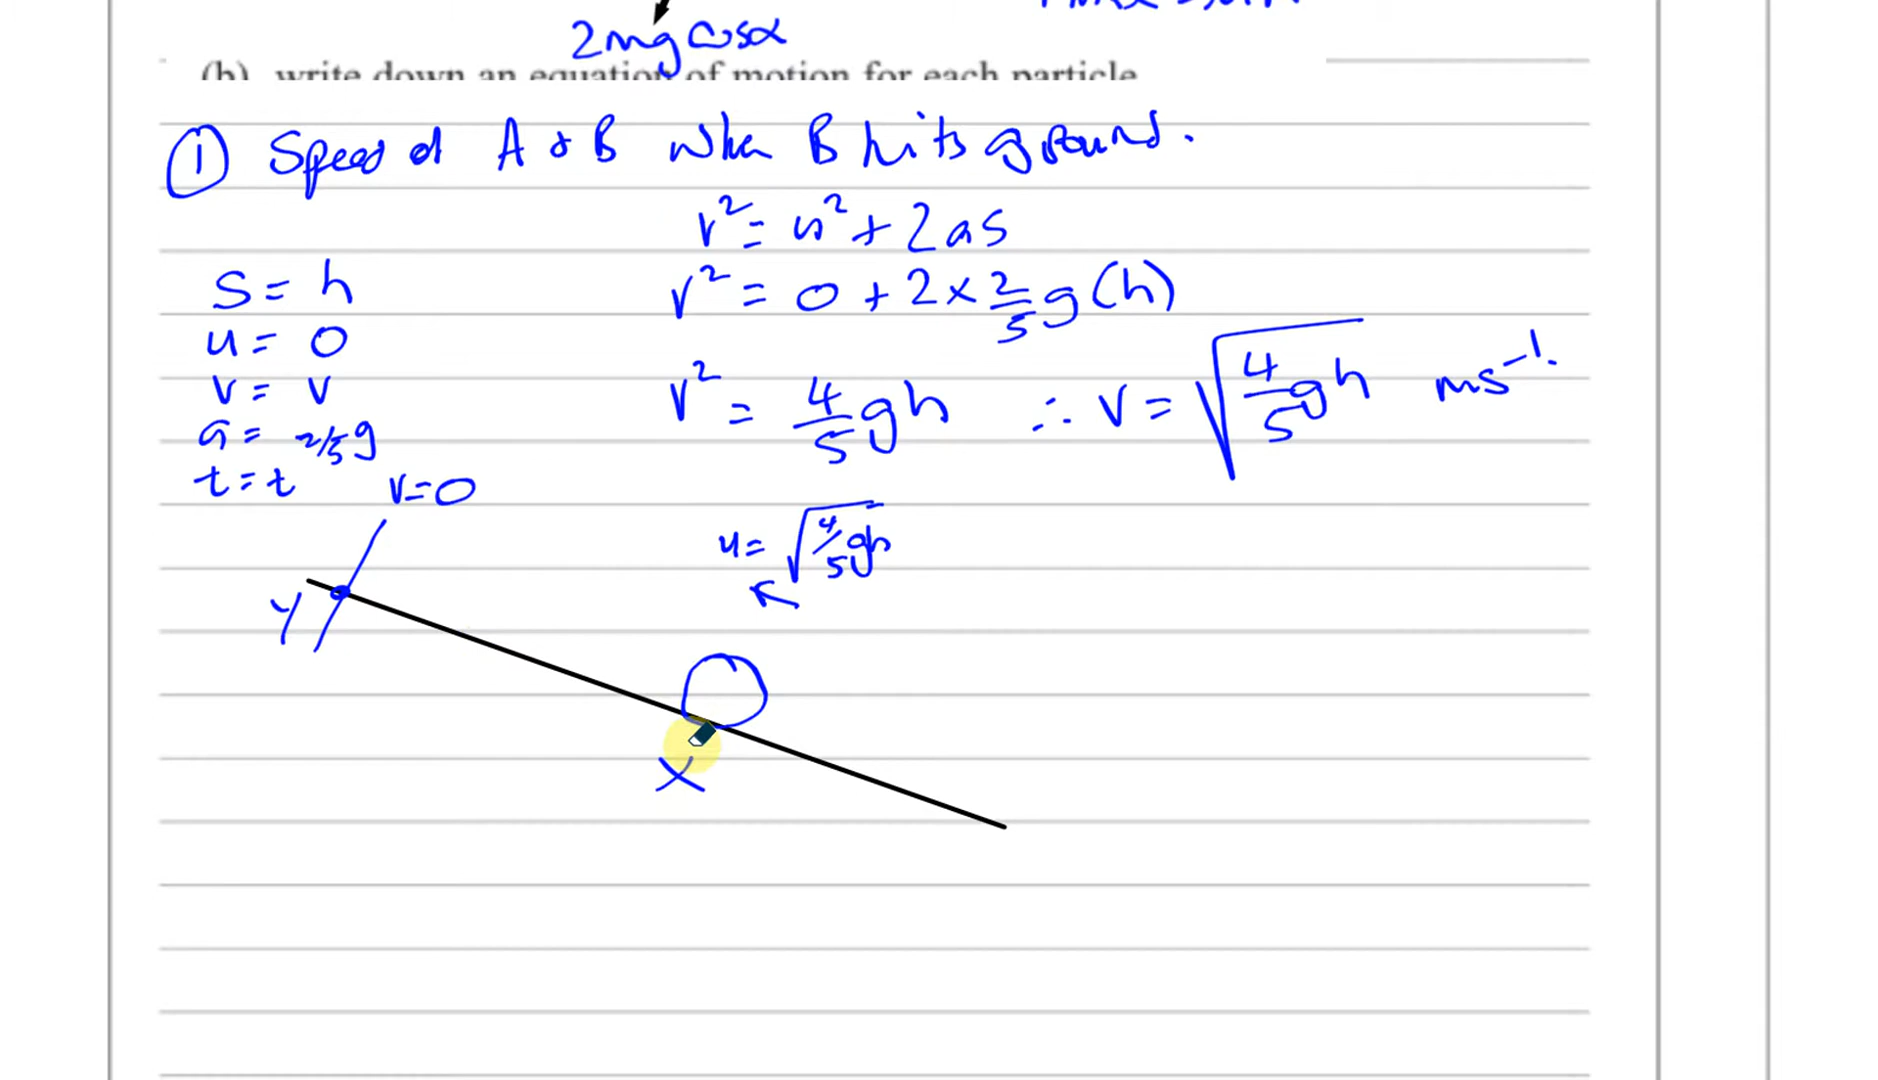 2mg cosα
(b) write down an equation of motion for each particle
① Speed of A & B when B hits ground.
v² = u² + 2as
s = h
v² = 0 + 2 × 2/5 g (h)
u = 0
v = v
v² = 4/5 gh ∴ v = √(4/5 gh) ms⁻¹.
a = 2/5 g
t = t
v = 0
u = √(4/5 gh)
Y
X